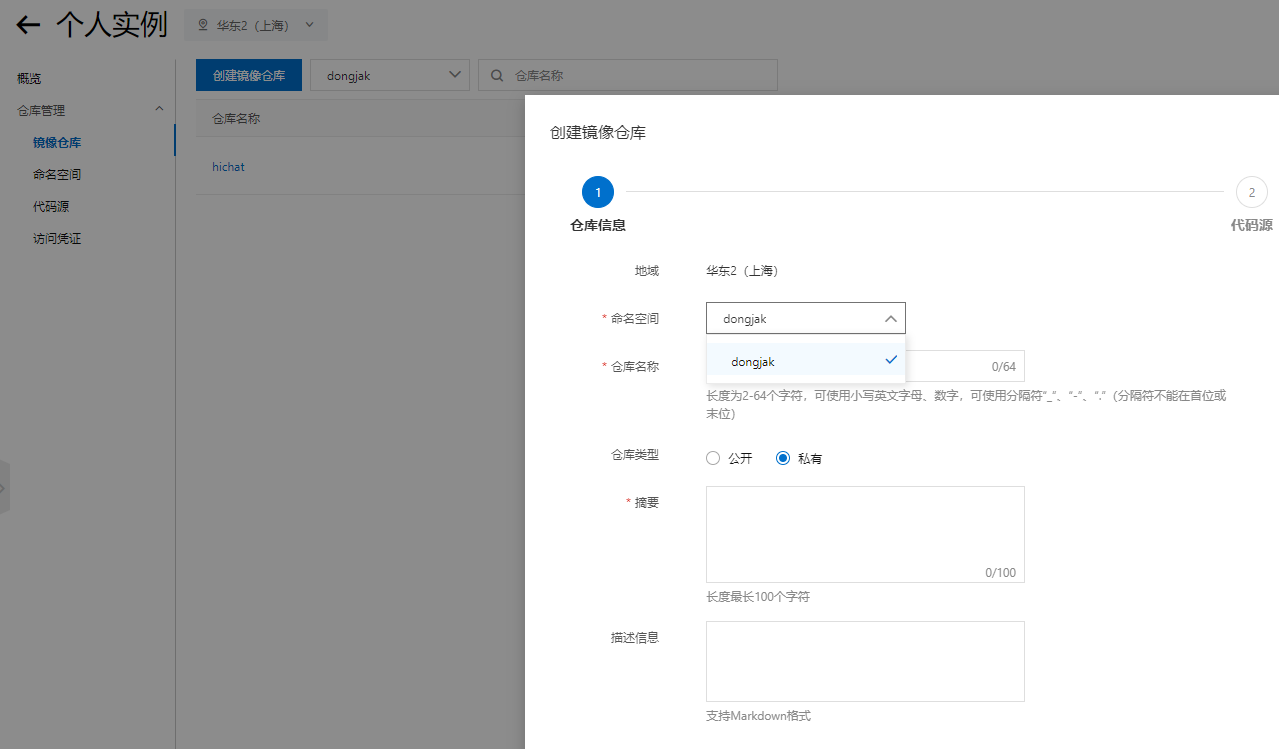 个人实例
华东2（上海）
概览
仓库管理
镜像仓库
命名空间
代码源
访问凭证
创建镜像仓库
dongjak
仓库名称
仓库名称
hichat
创建镜像仓库
1
2
仓库信息
代码源
地域
华东2（上海）
* 命名空间
dongjak
dongjak
* 仓库名称
0/64
长度为2-64个字符，可使用小写英文字母、数字，可使用分隔符“_”、“-”、“.”（分隔符不能在首位或
末位）
仓库类型
公开
私有
* 摘要
0/100
长度最长100个字符
描述信息
支持Markdown格式